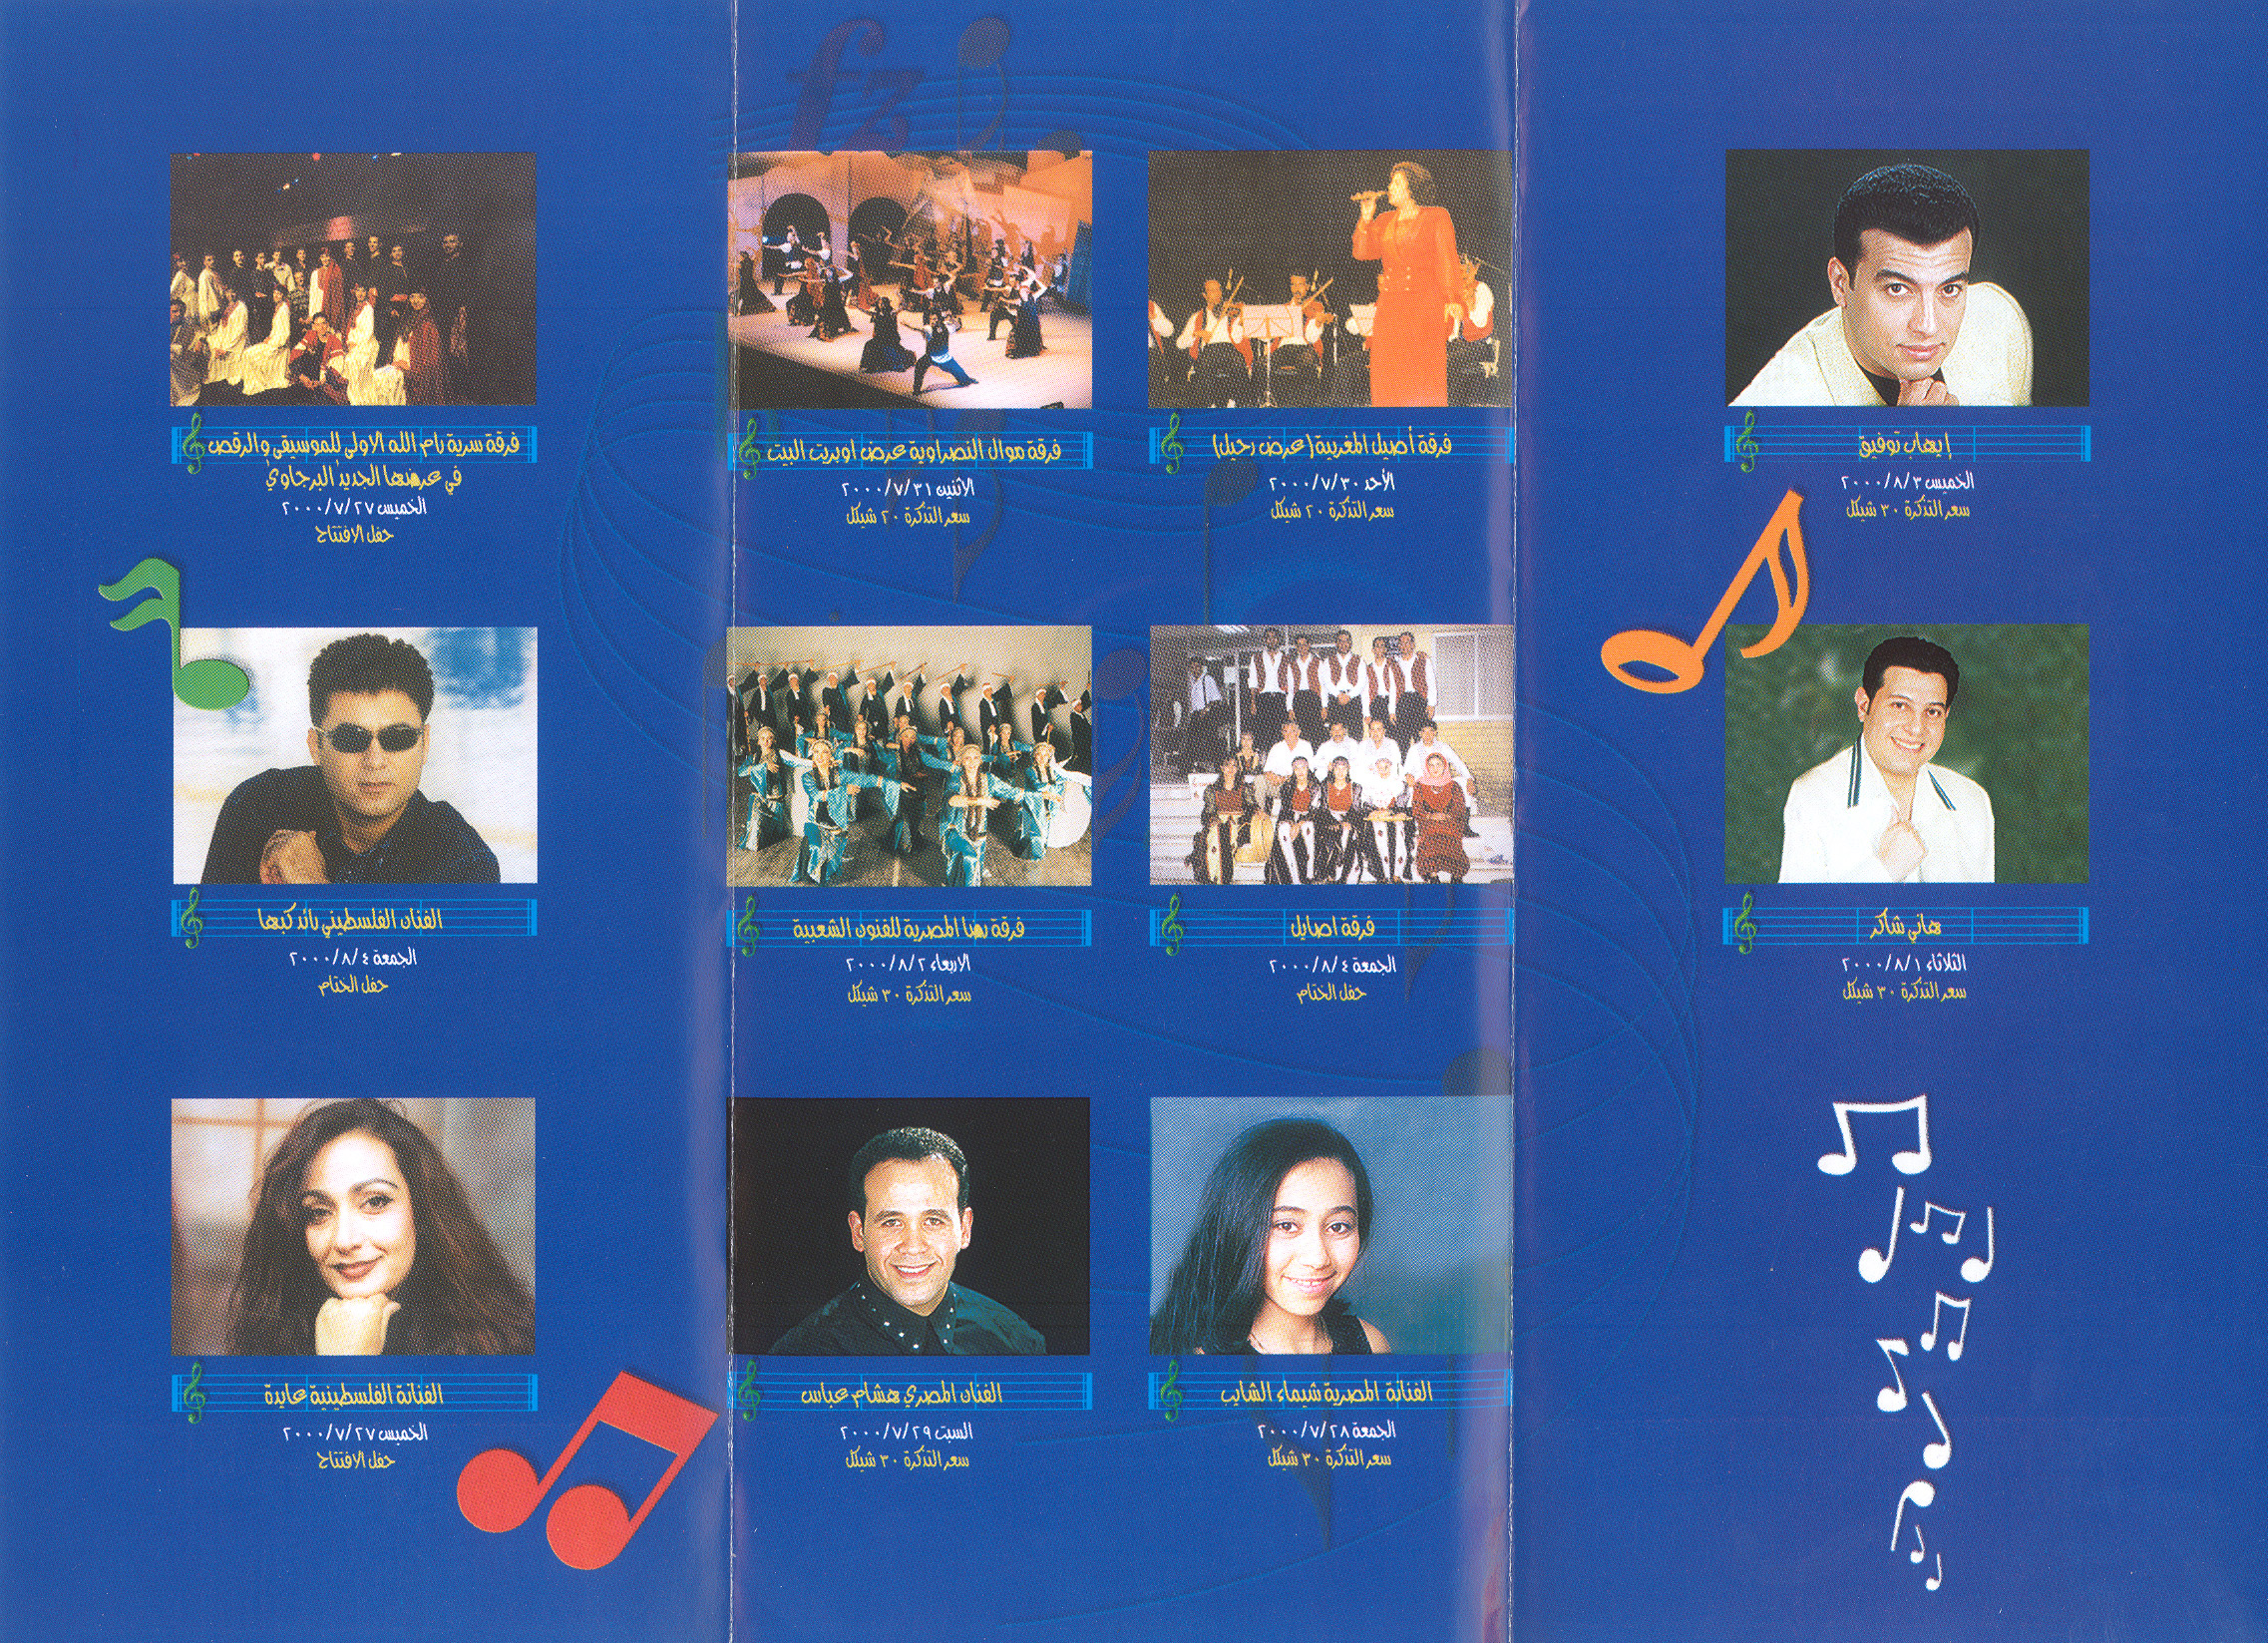 إيهاب توفيق
الخميس ٢٠٠٠/٨/٣
سعر التذكرة ٣٠ شيكل
هاني شاكر
الثلاثاء ٢٠٠٠/٨/١
سعر التذكرة ٣٠ شيكل
فرقة أصيل المغربية (عرض رحيل)
الأحد ٢٠٠٠/٧/٣٠
سعر التذكرة ٢٠ شيكل
فرقة اصايل
الجمعة ٢٠٠٠/٨/٤
حفل الختام
الفنانة المصرية شيماء الشايب
الجمعة ٢٠٠٠/٧/٢٨
سعر التذكرة ٣٠ شيكل
فرقة موال النصراوية عرض اوبريت البيت
الاثنين ٢٠٠٠/٧/٣١
سعر التذكرة ٢٠ شيكل
فرقة رضا المصرية للفنون الشعبية
الاربعاء ٢٠٠٠/٨/٢
سعر التذكرة ٣٠ شيكل
الفنان المصري هشام عباس
السبت ٢٠٠٠/٧/٢٩
سعر التذكرة ٣٠ شيكل
فرقة سرية رام الله الاولى للموسيقى والرقص
في عرضها الجديد البرجاوي
الخميس ٢٠٠٠/٧/٢٧
حفل الافتتاح
الفنان الفلسطيني رائد كبها
الجمعة ٢٠٠٠/٨/٤
حفل الختام
الفنانة الفلسطينية عايدة
الخميس ٢٠٠٠/٧/٢٧
حفل الافتتاح
fz